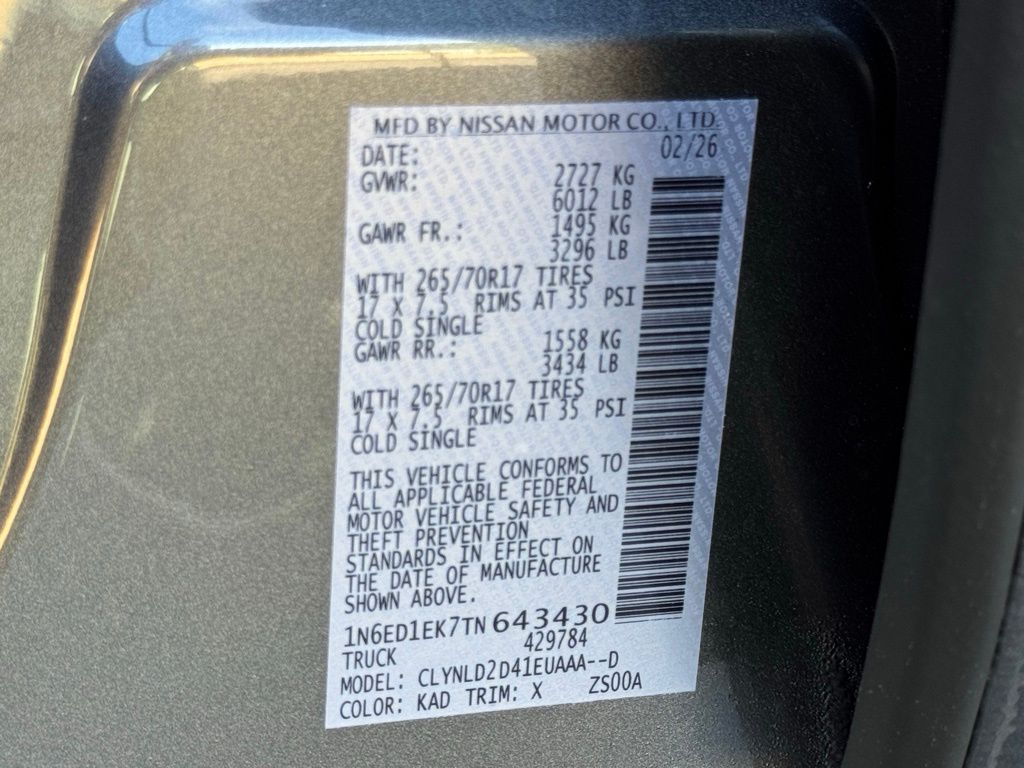 MFD BY NISSAN MOTOR CO., LTD.
DATE: 02/26
GVWR: 2727 KG
6012 LB
GAWR FR.: 1495 KG
3296 LB
WITH 265/70R17 TIRES
17 X 7.5 RIMS AT 35 PSI
COLD SINGLE
GAWR RR.: 1558 KG
3434 LB
WITH 265/70R17 TIRES
17 X 7.5 RIMS AT 35 PSI
COLD SINGLE
THIS VEHICLE CONFORMS TO
ALL APPLICABLE FEDERAL
MOTOR VEHICLE SAFETY AND
THEFT PREVENTION
STANDARDS IN EFFECT ON
THE DATE OF MANUFACTURE
SHOWN ABOVE.
1N6ED1EK7TN643430
429784
TRUCK
MODEL: CLYNLD2D41EUAAA--D
COLOR: KAD TRIM: X ZS00A